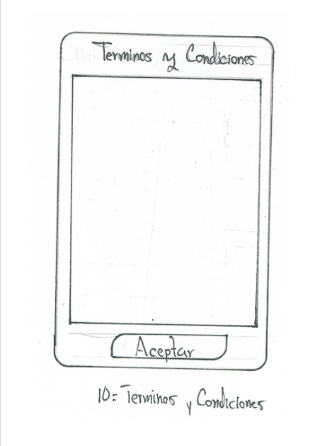 Terminos y Condiciones
Aceptar
10= Terminos y Condiciones